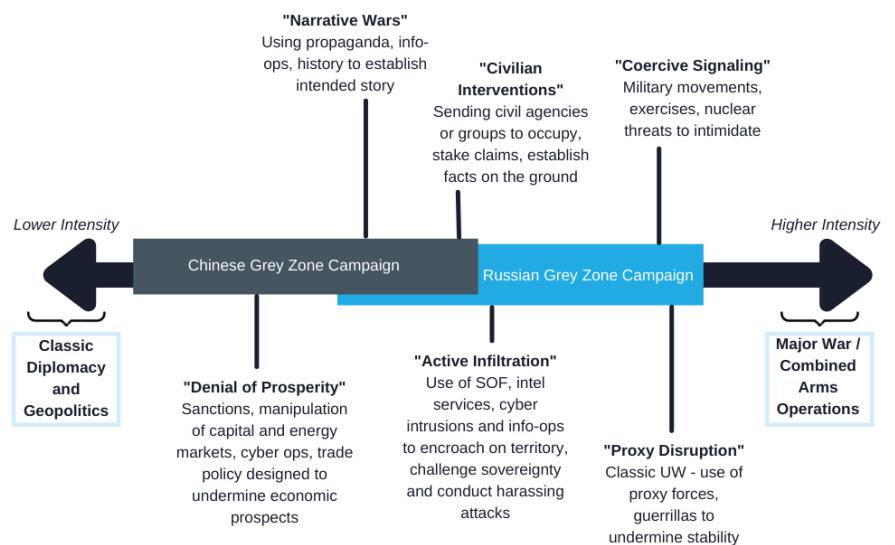 "Narrative Wars"
Using propaganda, info-
ops, history to establish
intended story
"Civilian
Interventions"
Sending civil agencies
or groups to occupy,
stake claims, establish
facts on the ground
"Coercive Signaling"
Military movements,
exercises, nuclear
threats to intimidate
Lower Intensity
Higher Intensity
Chinese Grey Zone Campaign
Russian Grey Zone Campaign
Classic
Diplomacy
and
Geopolitics
Major War /
Combined
Arms
Operations
"Denial of Prosperity"
Sanctions, manipulation
of capital and energy
markets, cyber ops, trade
policy designed to
undermine economic
prospects
"Active Infiltration"
Use of SOF, intel
services, cyber
intrusions and info-ops
to encroach on territory,
challenge sovereignty
and conduct harassing
attacks
"Proxy Disruption"
Classic UW - use of
proxy forces,
guerrillas to
undermine stability